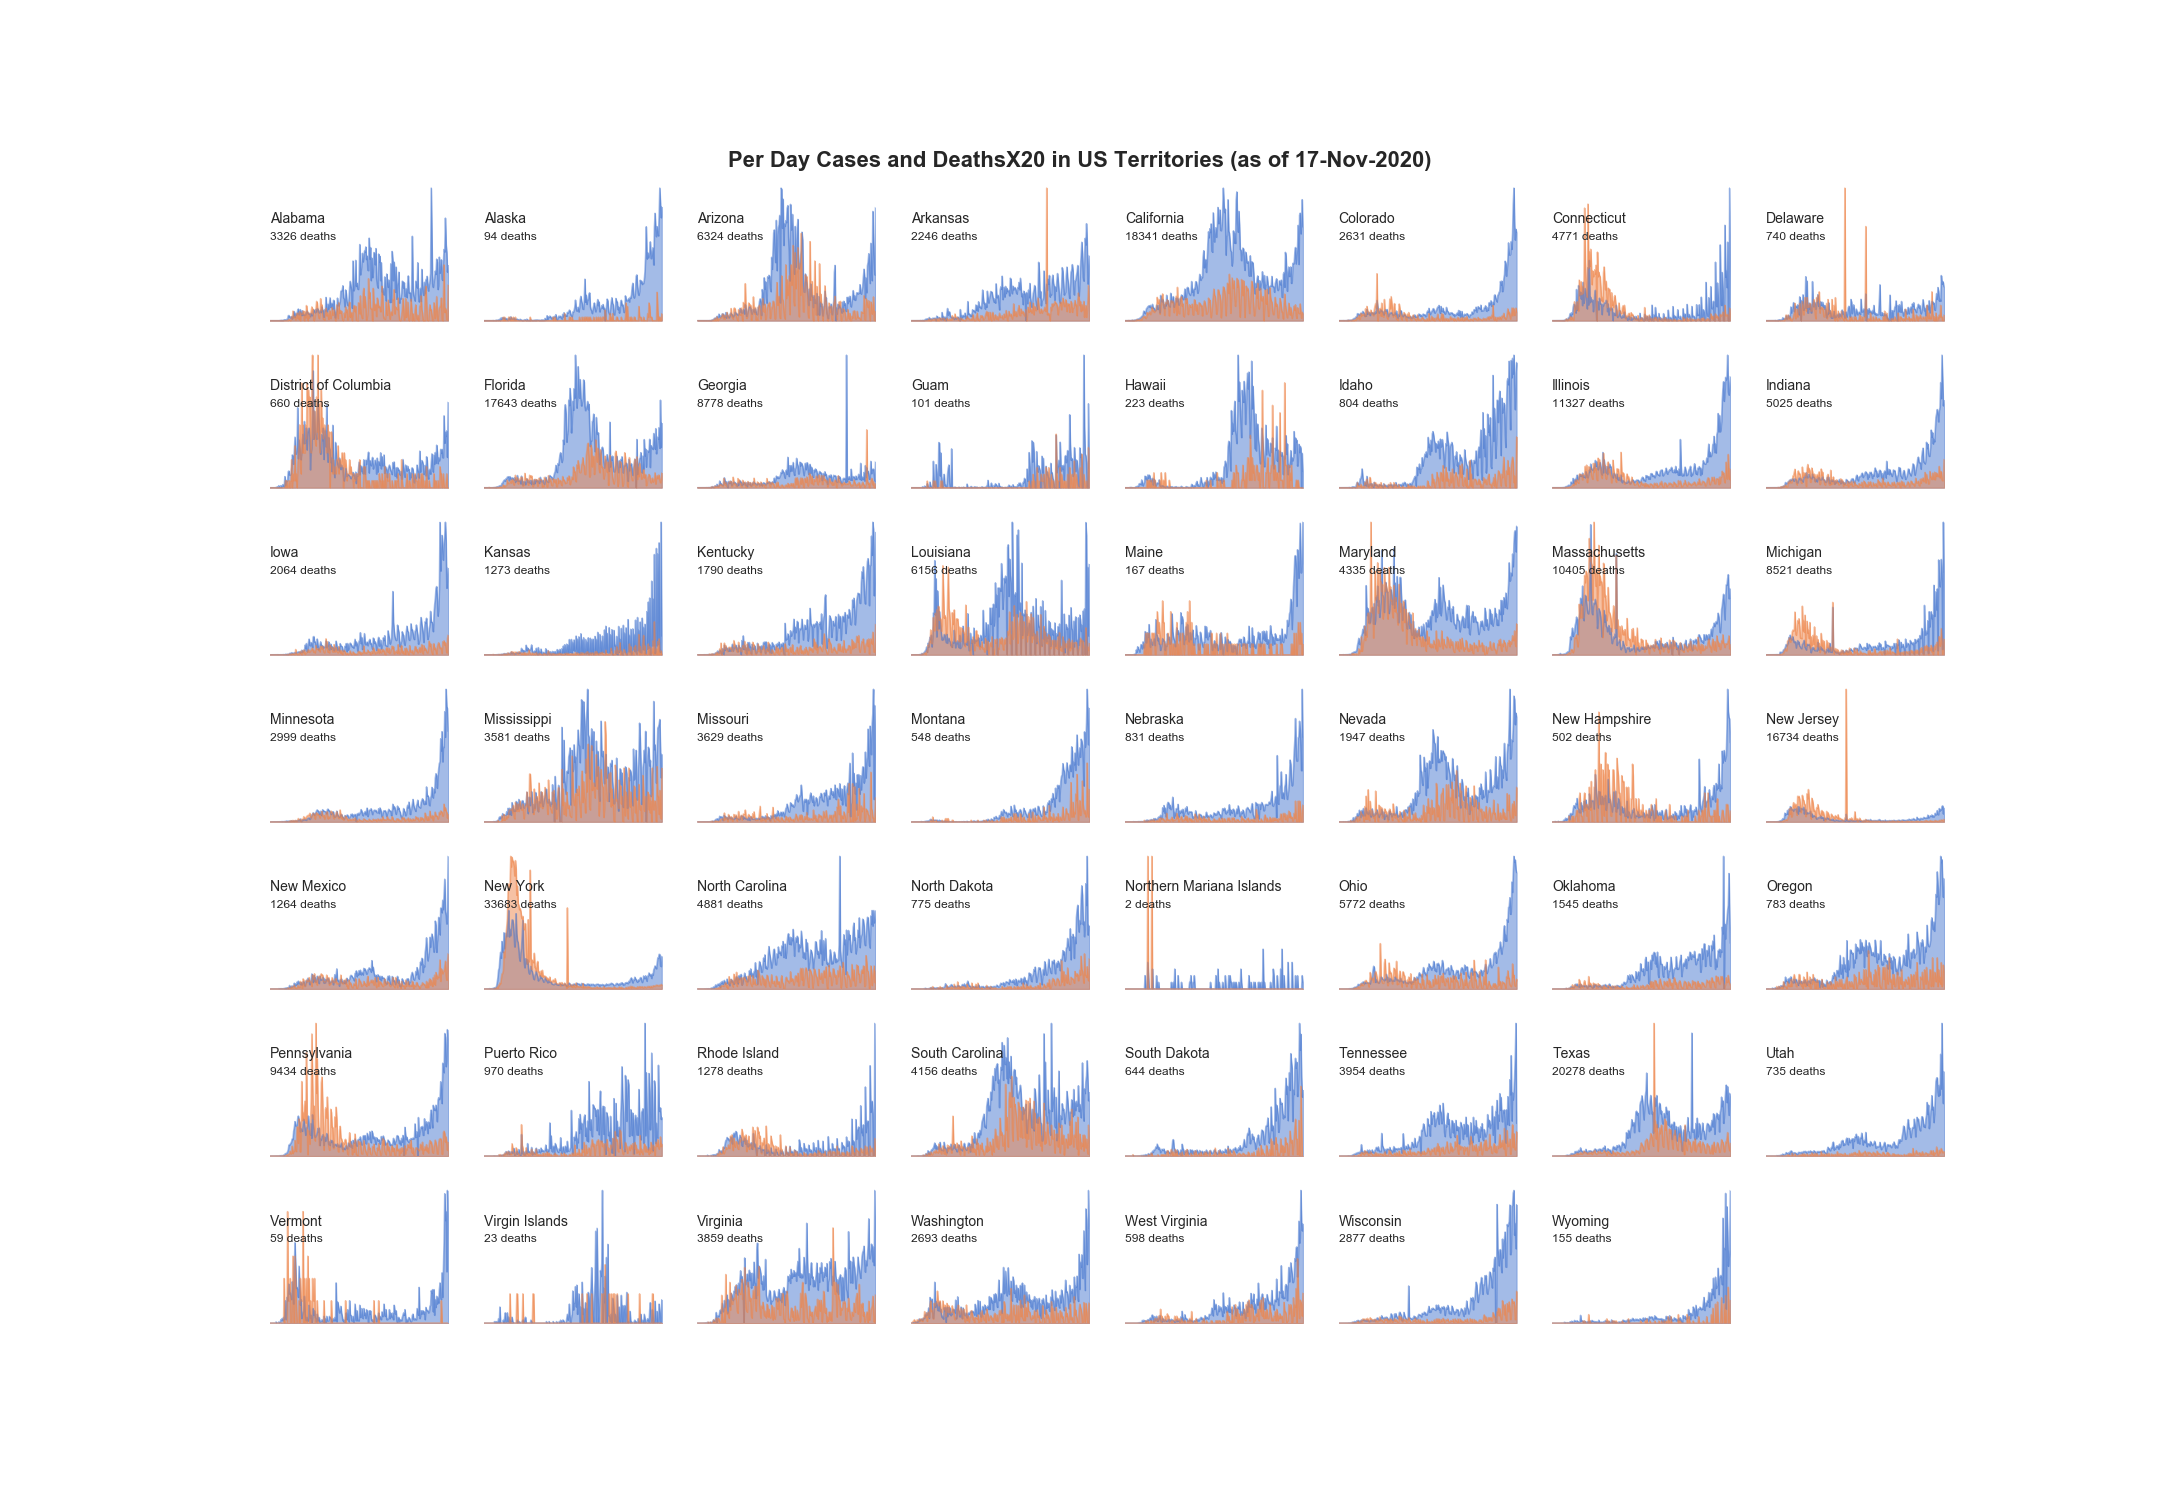 Per Day Cases and DeathsX20 in US Territories (as of 17-Nov-2020)
Alabama
3326 deaths
Alaska
94 deaths
Arizona
6324 deaths
Arkansas
2246 deaths
California
18341 deaths
Colorado
2631 deaths
Connecticut
4771 deaths
Delaware
740 deaths
District of Columbia
660 deaths
Florida
17643 deaths
Georgia
8778 deaths
Guam
101 deaths
Hawaii
223 deaths
Idaho
804 deaths
Illinois
11327 deaths
Indiana
5025 deaths
Iowa
2064 deaths
Kansas
1273 deaths
Kentucky
1790 deaths
Louisiana
6156 deaths
Maine
167 deaths
Maryland
4335 deaths
Massachusetts
10405 deaths
Michigan
8521 deaths
Minnesota
2999 deaths
Mississippi
3581 deaths
Missouri
3629 deaths
Montana
548 deaths
Nebraska
831 deaths
Nevada
1947 deaths
New Hampshire
502 deaths
New Jersey
16734 deaths
New Mexico
1264 deaths
New York
33683 deaths
North Carolina
4881 deaths
North Dakota
775 deaths
Northern Mariana Islands
2 deaths
Ohio
5772 deaths
Oklahoma
1545 deaths
Oregon
783 deaths
Pennsylvania
9434 deaths
Puerto Rico
970 deaths
Rhode Island
1278 deaths
South Carolina
4156 deaths
South Dakota
644 deaths
Tennessee
3954 deaths
Texas
20278 deaths
Utah
735 deaths
Vermont
59 deaths
Virgin Islands
23 deaths
Virginia
3859 deaths
Washington
2693 deaths
West Virginia
598 deaths
Wisconsin
2877 deaths
Wyoming
155 deaths